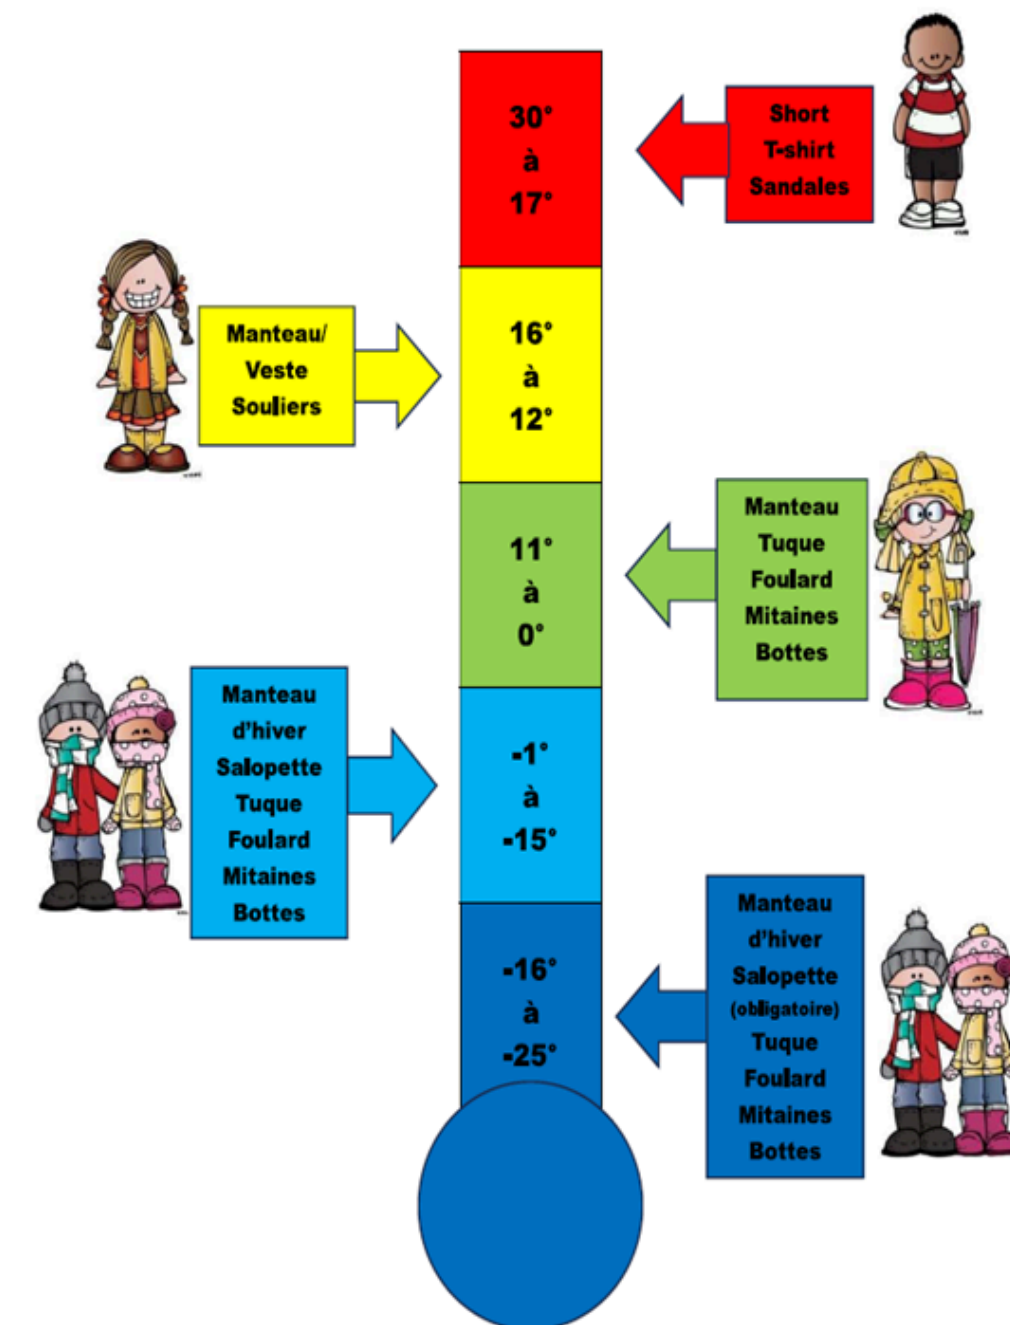 30°
à
17°
Short
T-shirt
Sandales
Manteau/
Veste
Souliers
16°
à
12°
11°
à
0°
Manteau
Tuque
Foulard
Mitaines
Bottes
Manteau
d'hiver
Salopette
Tuque
Foulard
Mitaines
Bottes
-1°
à
-15°
-16°
à
-25°
Manteau
d'hiver
Salopette
(obligatoire)
Tuque
Foulard
Mitaines
Bottes